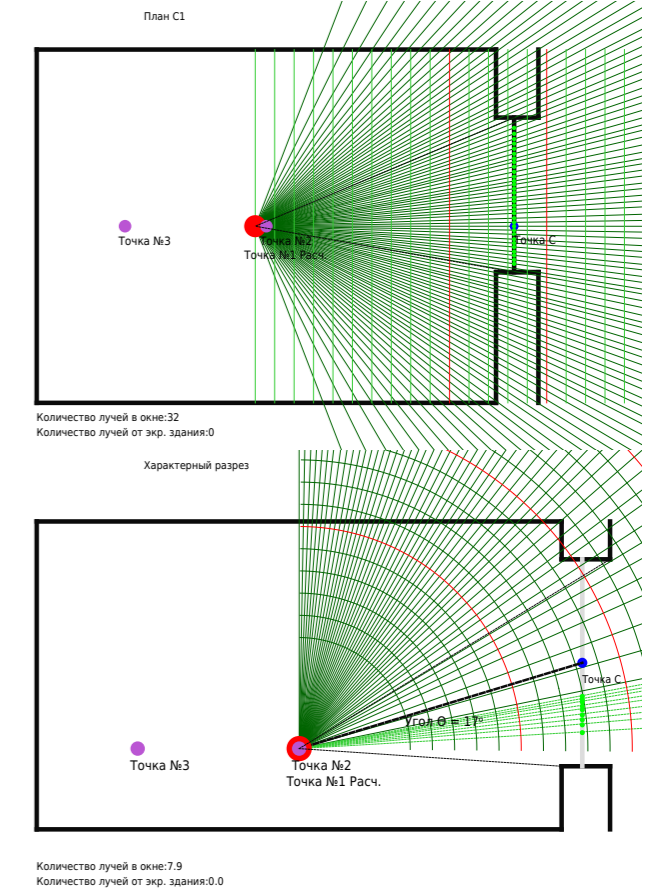 План C1
Точка №3
Точка №2
Точка C
Точка №1 Расч.
Количество лучей в окне:32
Количество лучей от экр. здания:0
Характерный разрез
Точка C
Угол Θ = 17°
Точка №3
Точка №2
Точка №1 Расч.
Количество лучей в окне:7.9
Количество лучей от экр. здания:0.0